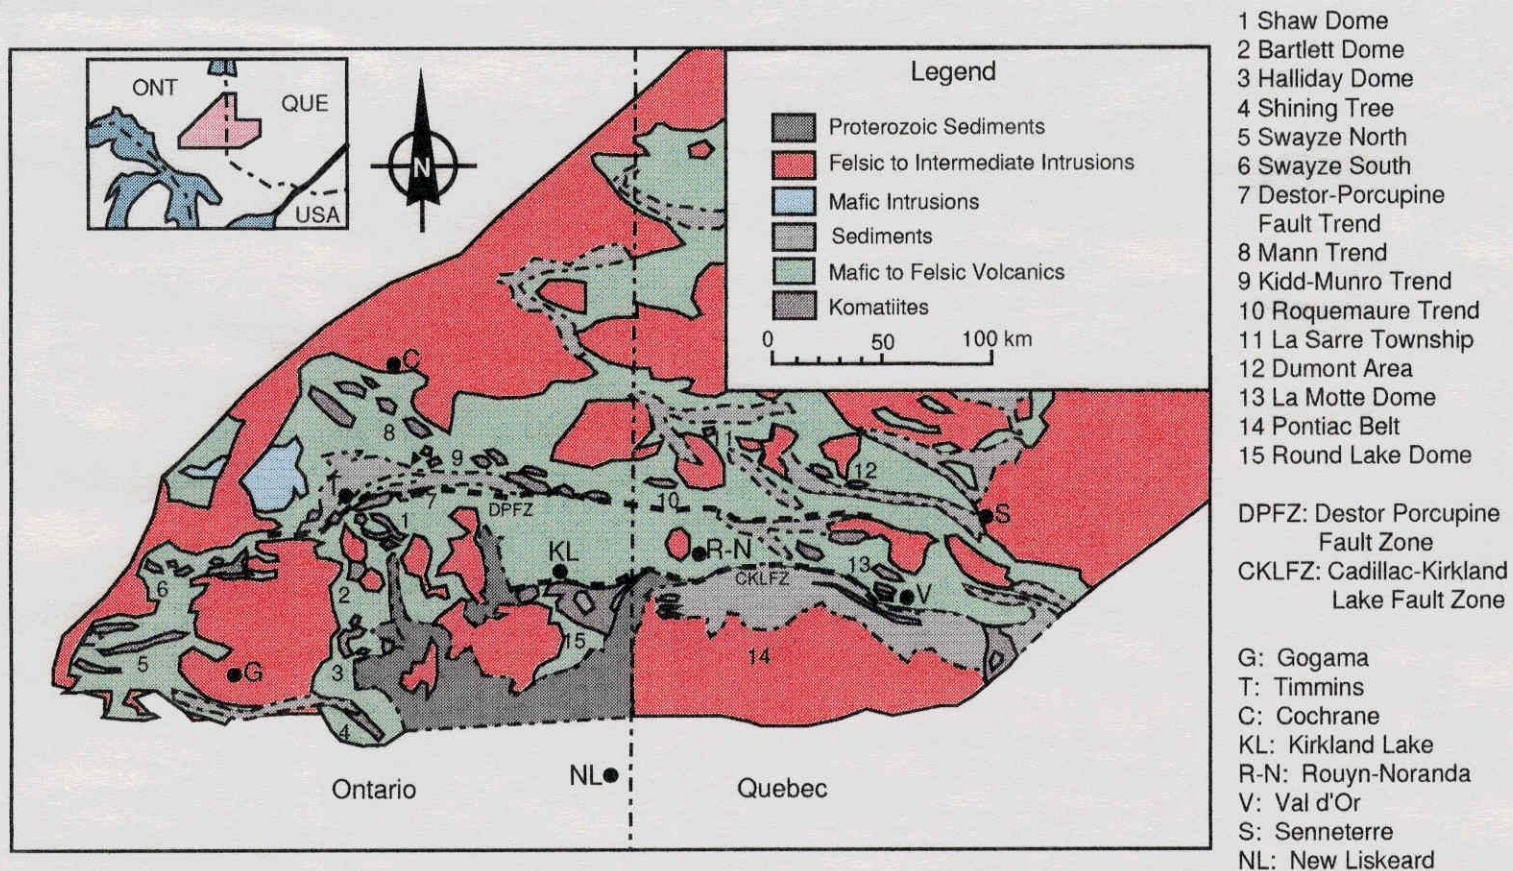 ONT
QUE
USA
N
Legend
Proterozoic Sediments
Felsic to Intermediate Intrusions
Mafic Intrusions
Sediments
Mafic to Felsic Volcanics
Komatiites
0 50 100 km
C
8
9
11
12
T
7
10
DPFZ
1
S
KL
R-N
CKLFZ
13
V
6
2
15
14
5
G
3
4
NL
Ontario
Quebec
1 Shaw Dome
2 Bartlett Dome
3 Halliday Dome
4 Shining Tree
5 Swayze North
6 Swayze South
7 Destor-Porcupine
Fault Trend
8 Mann Trend
9 Kidd-Munro Trend
10 Roquemaure Trend
11 La Sarre Township
12 Dumont Area
13 La Motte Dome
14 Pontiac Belt
15 Round Lake Dome
DPFZ: Destor Porcupine
Fault Zone
CKLFZ: Cadillac-Kirkland
Lake Fault Zone
G: Gogama
T: Timmins
C: Cochrane
KL: Kirkland Lake
R-N: Rouyn-Noranda
V: Val d'Or
S: Senneterre
NL: New Liskeard